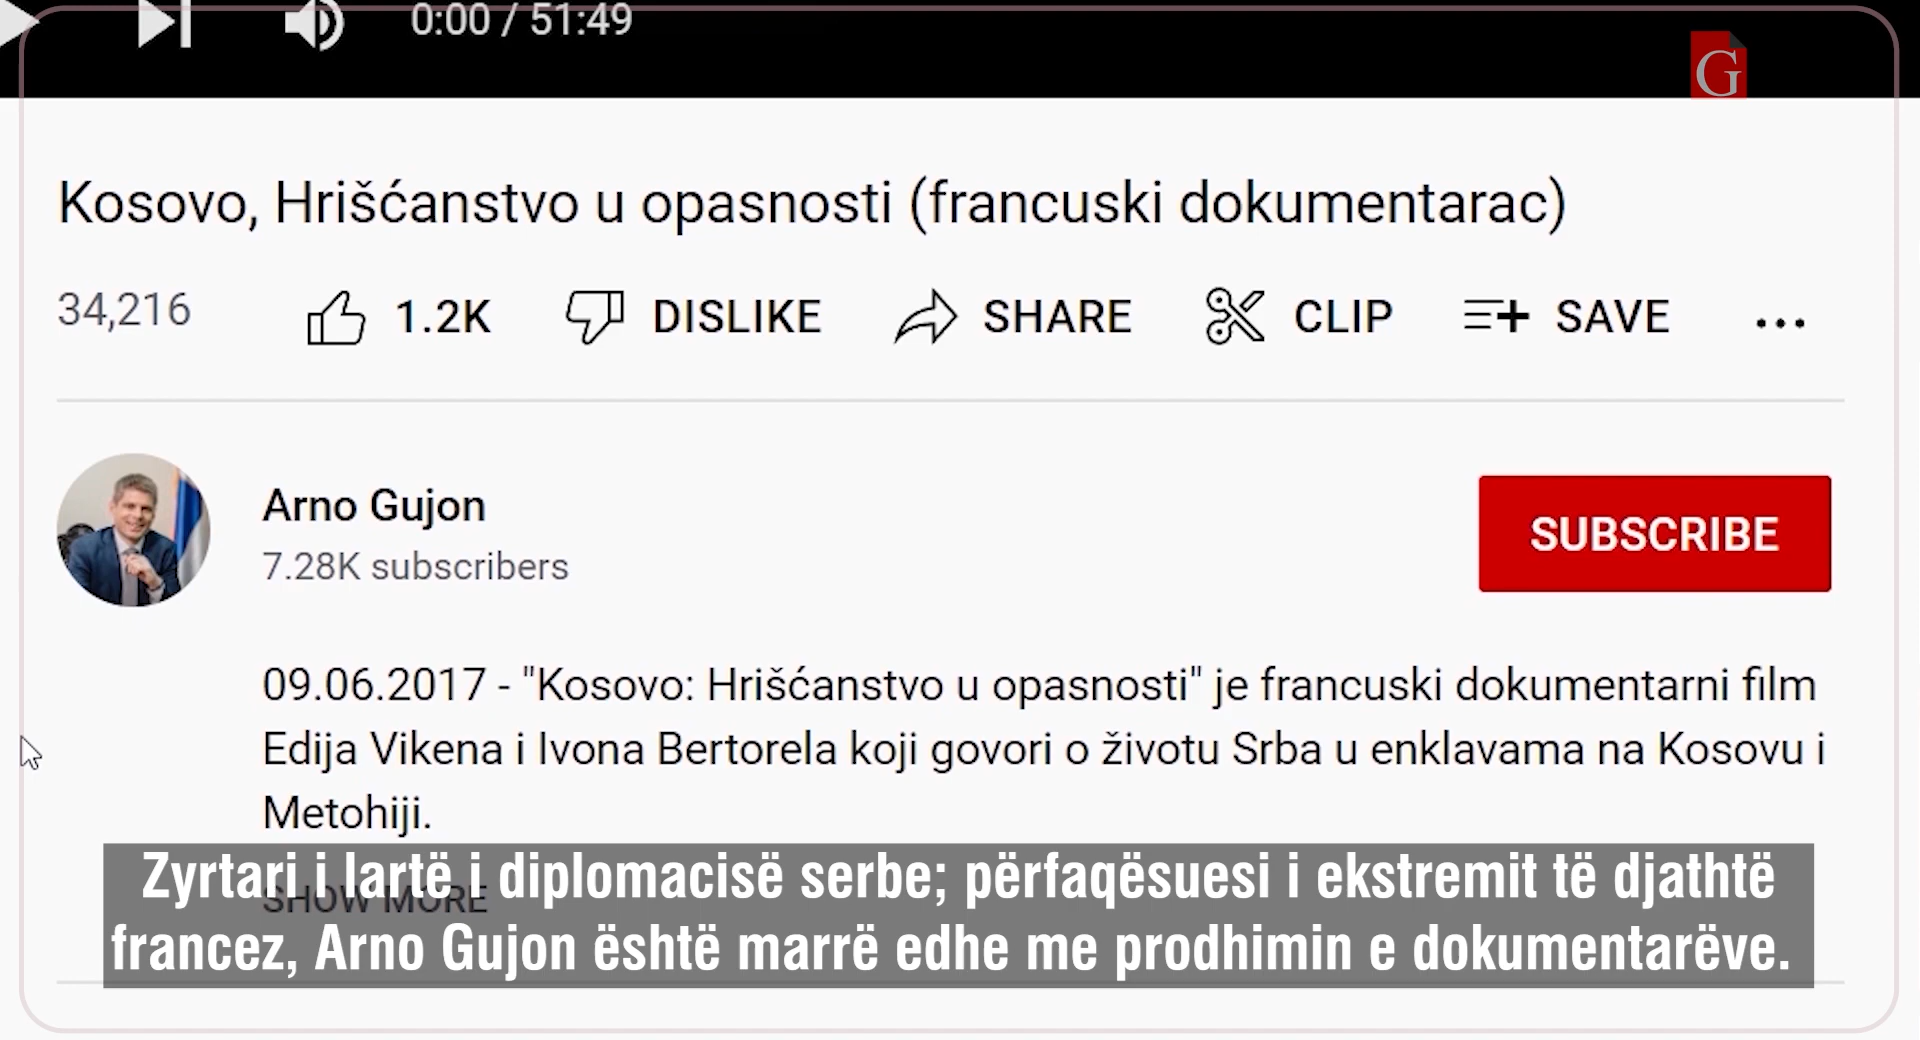 0:00 / 51:49
G
Kosovo, Hrišćanstvo u opasnosti (francuski dokumentarac)
34,216 1.2K DISLIKE SHARE CLIP SAVE ...
Arno Gujon
7.28K subscribers
SUBSCRIBE
09.06.2017 - "Kosovo: Hrišćanstvo u opasnosti" je francuski dokumentarni film
Edija Vikena i Ivona Bertorela koji govori o životu Srba u enklavama na Kosovu i
Metohiji.
SHOW MORE
Zyrtari i lartë i diplomacisë serbe; përfaqësuesi i ekstremit të djathtë
francez, Arno Gujon është marrë edhe me prodhimin e dokumentarëve.